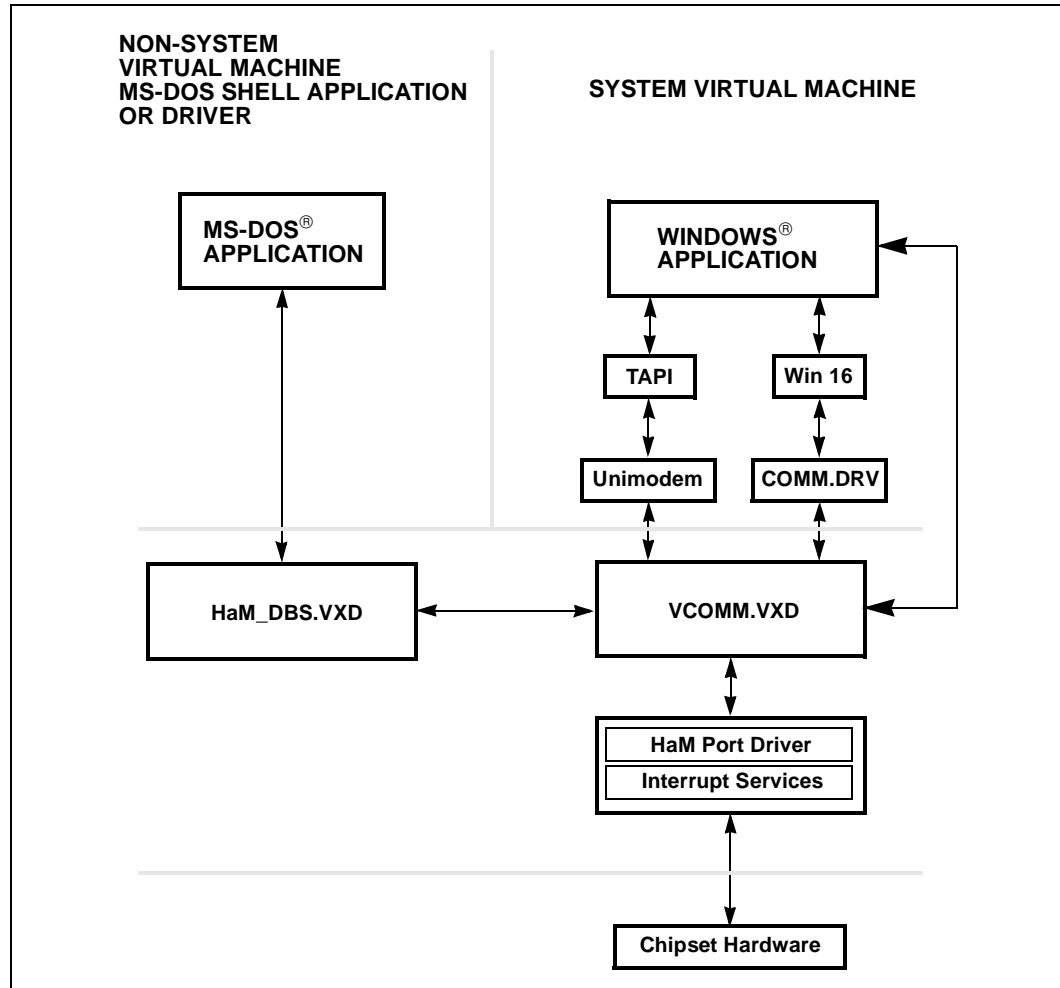 NON-SYSTEM
VIRTUAL MACHINE
MS-DOS SHELL APPLICATION
OR DRIVER
SYSTEM VIRTUAL MACHINE
MS-DOS®
APPLICATION
WINDOWS®
APPLICATION
TAPI
Win 16
Unimodem
COMM.DRV
HaM_DBS.VXD
VCOMM.VXD
HaM Port Driver
Interrupt Services
Chipset Hardware